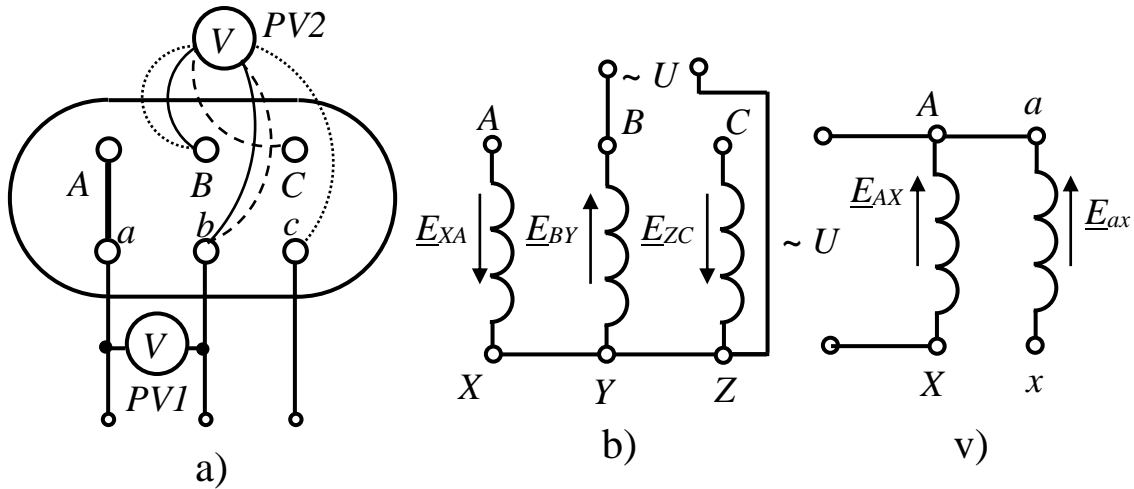 V PV2
A B C
a b c
V
PV1
a)
~ U
A B C
E_XA E_BY E_ZC
~ U
X Y Z
b)
A a
E_AX E_ax
X x
v)